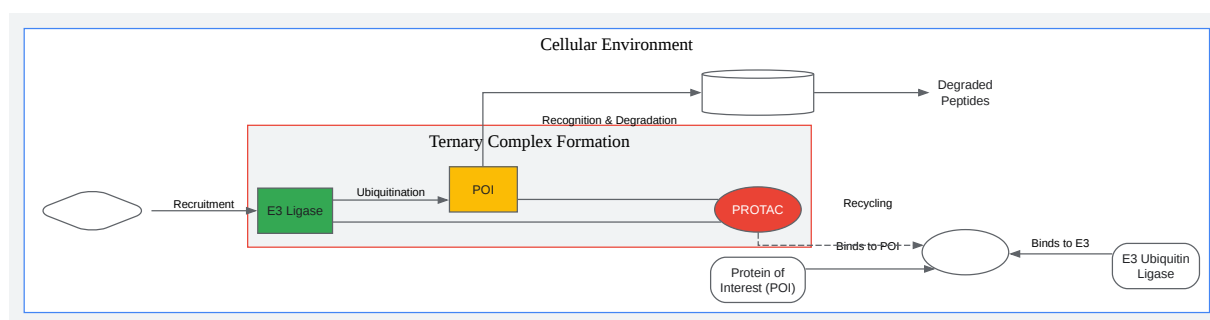 Cellular Environment
Degraded
Peptides
Recognition & Degradation
Ternary Complex Formation
Recruitment
E3 Ligase
Ubiquitination
POI
PROTAC
Recycling
Binds to POI
Binds to E3
Protein of
Interest (POI)
E3 Ubiquitin
Ligase